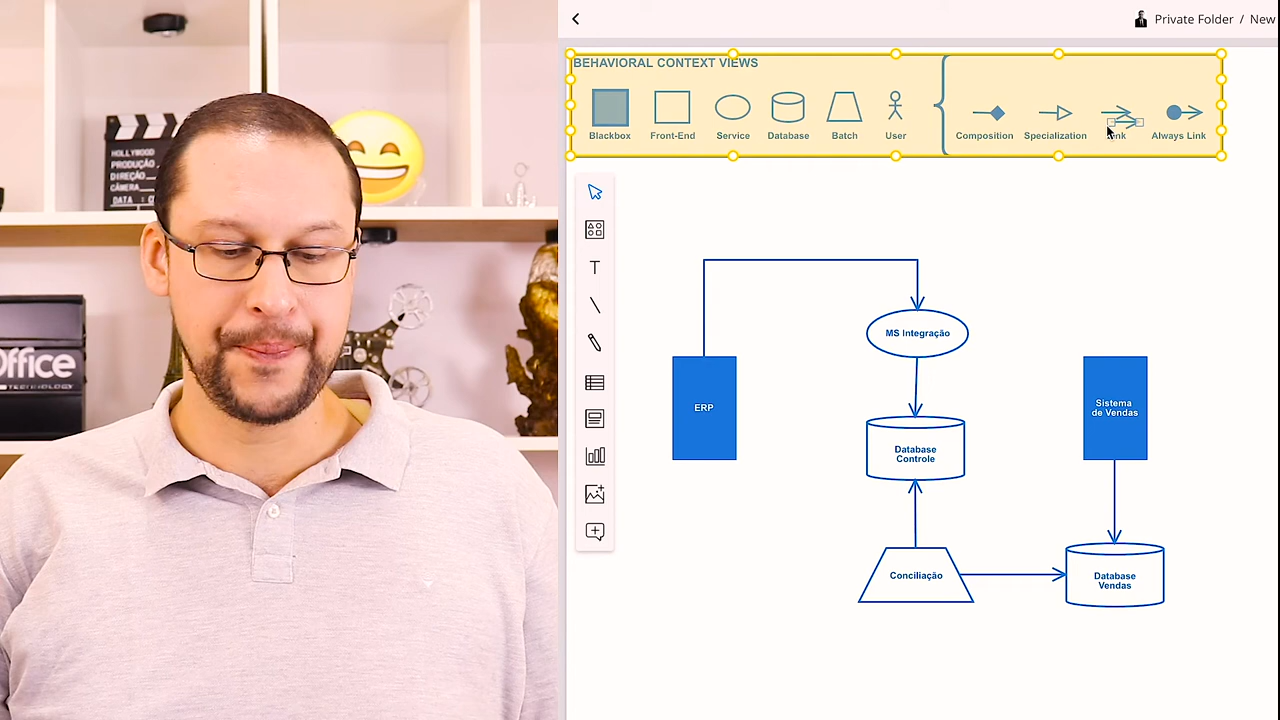 Private Folder / New
BEHAVIORAL CONTEXT VIEWS
Blackbox
Front-End
Service
Database
Batch
User
Composition
Specialization
Always Link
HOLLYWOOD
PRODUÇÃO
DIREÇÃO
CÂMERA
DATA :
Office
TECHNOLOGY
T
MS Integração
ERP
Database
Controle
Sistema
de Vendas
Conciliação
Database
Vendas